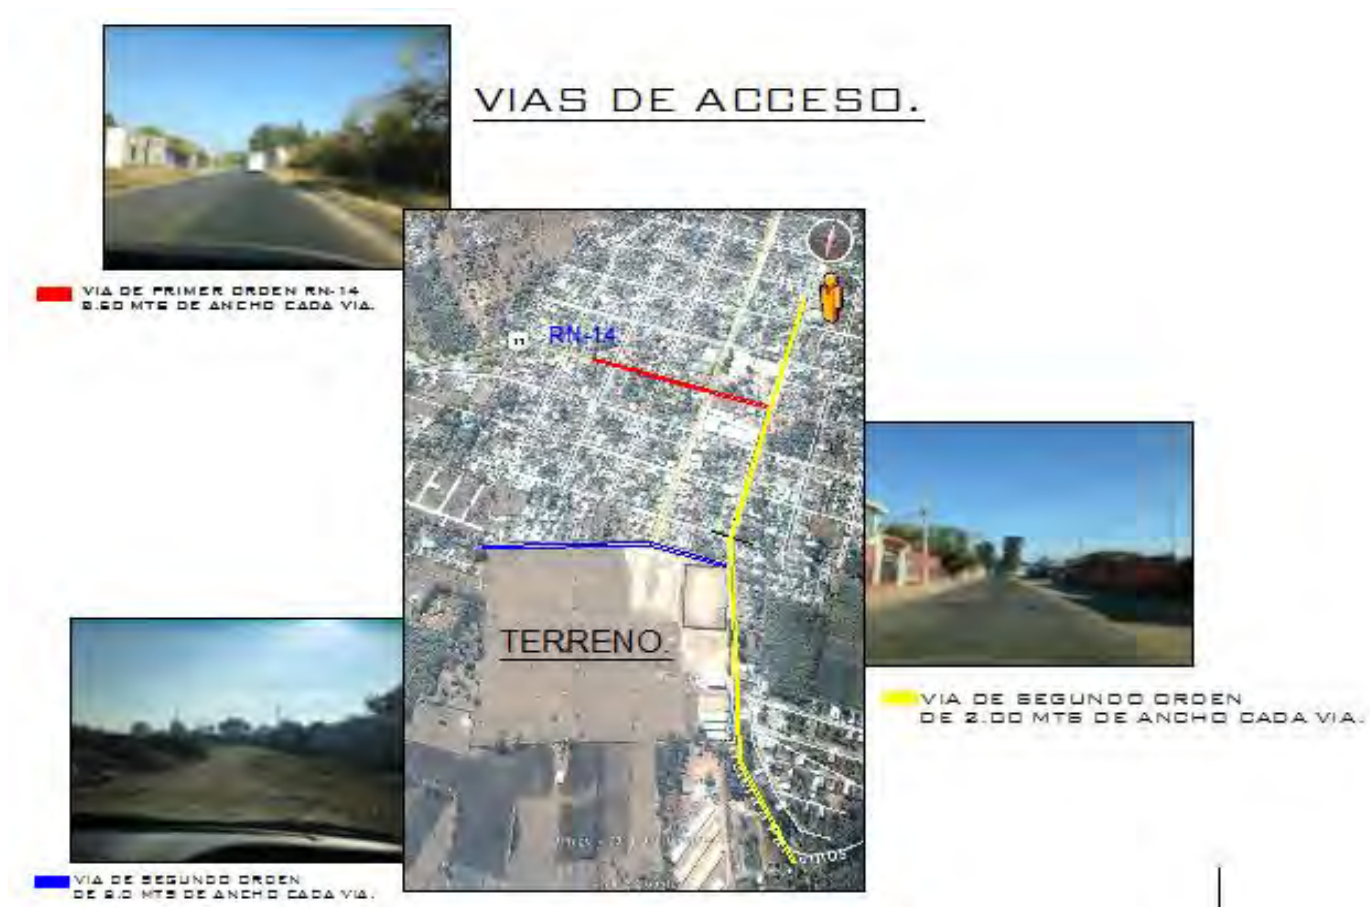 VIAS DE ACCESO.
VIA DE PRIMER ORDEN RN-14
MTS DE ANCHO CADA VIA.
RN-14
TERRENO.
VIA DE SEGUNDO ORDEN
DE 2.00 MTS DE ANCHO CADA VIA.
VIA DE SEGUNDO ORDEN
DE MTS DE ANCHO CADA VIA.